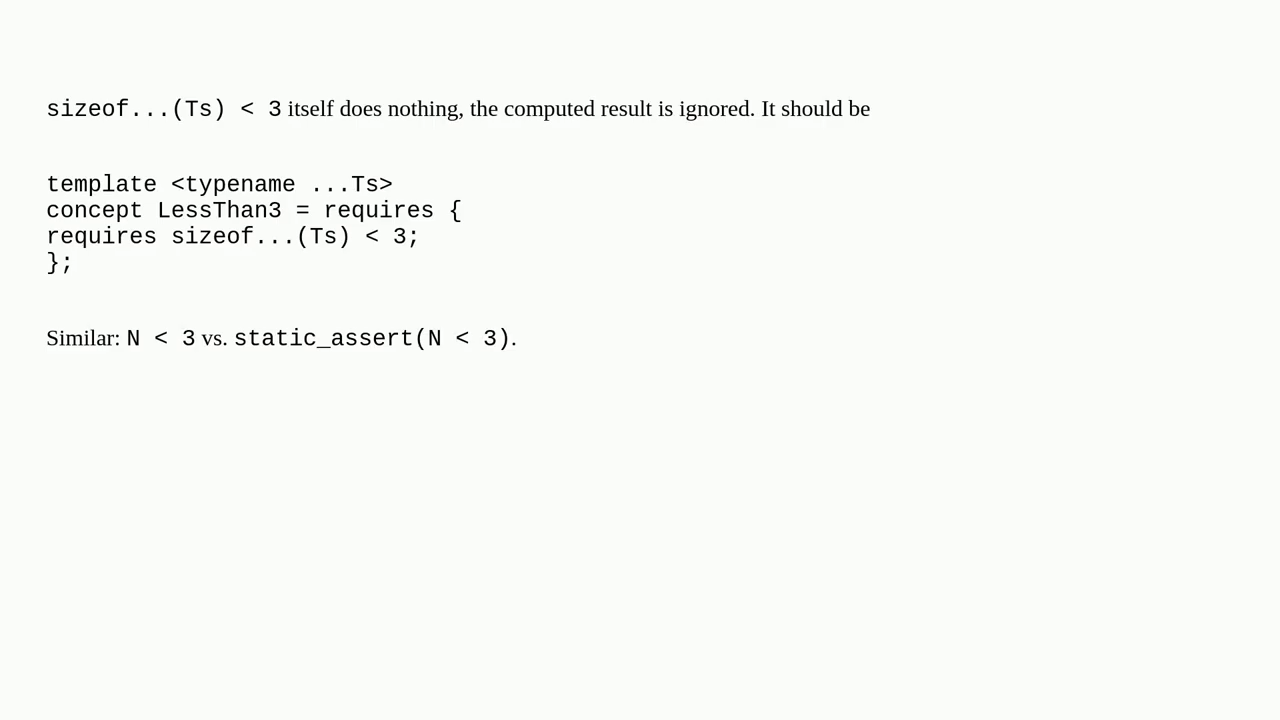 sizeof...(Ts) < 3 itself does nothing, the computed result is ignored. It should be
template <typename ...Ts>
concept LessThan3 = requires {
requires sizeof...(Ts) < 3;
};
Similar: N < 3 vs. static_assert(N < 3).